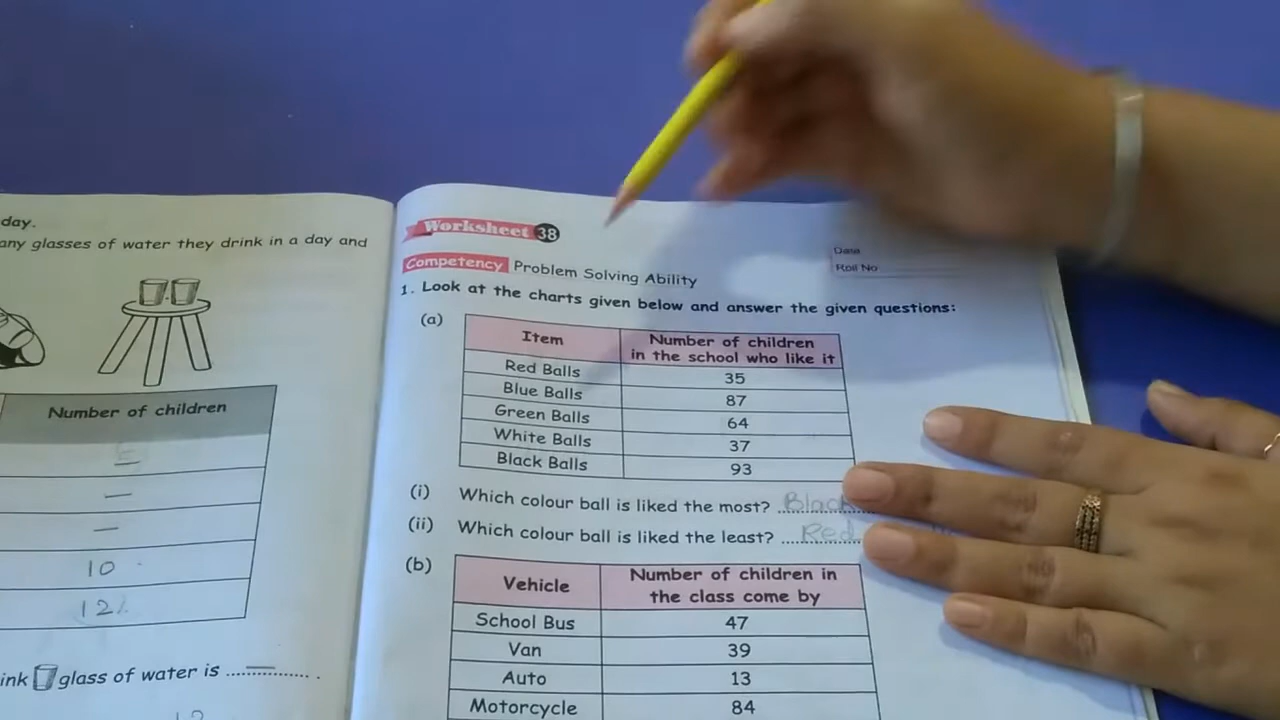 day.
any glasses of water they drink in a day and
Number of children
10
12
ink glass of water is
Worksheet 38
Competency Problem Solving Ability
Date
Roll No
1. Look at the charts given below and answer the given questions:
(a)
Item Number of children in the school who like it
Red Balls 35
Blue Balls 87
Green Balls 64
White Balls 37
Black Balls 93
(i) Which colour ball is liked the most? Black
(ii) Which colour ball is liked the least? Red
(b)
Vehicle Number of children in the class come by
School Bus 47
Van 39
Auto 13
Motorcycle 84